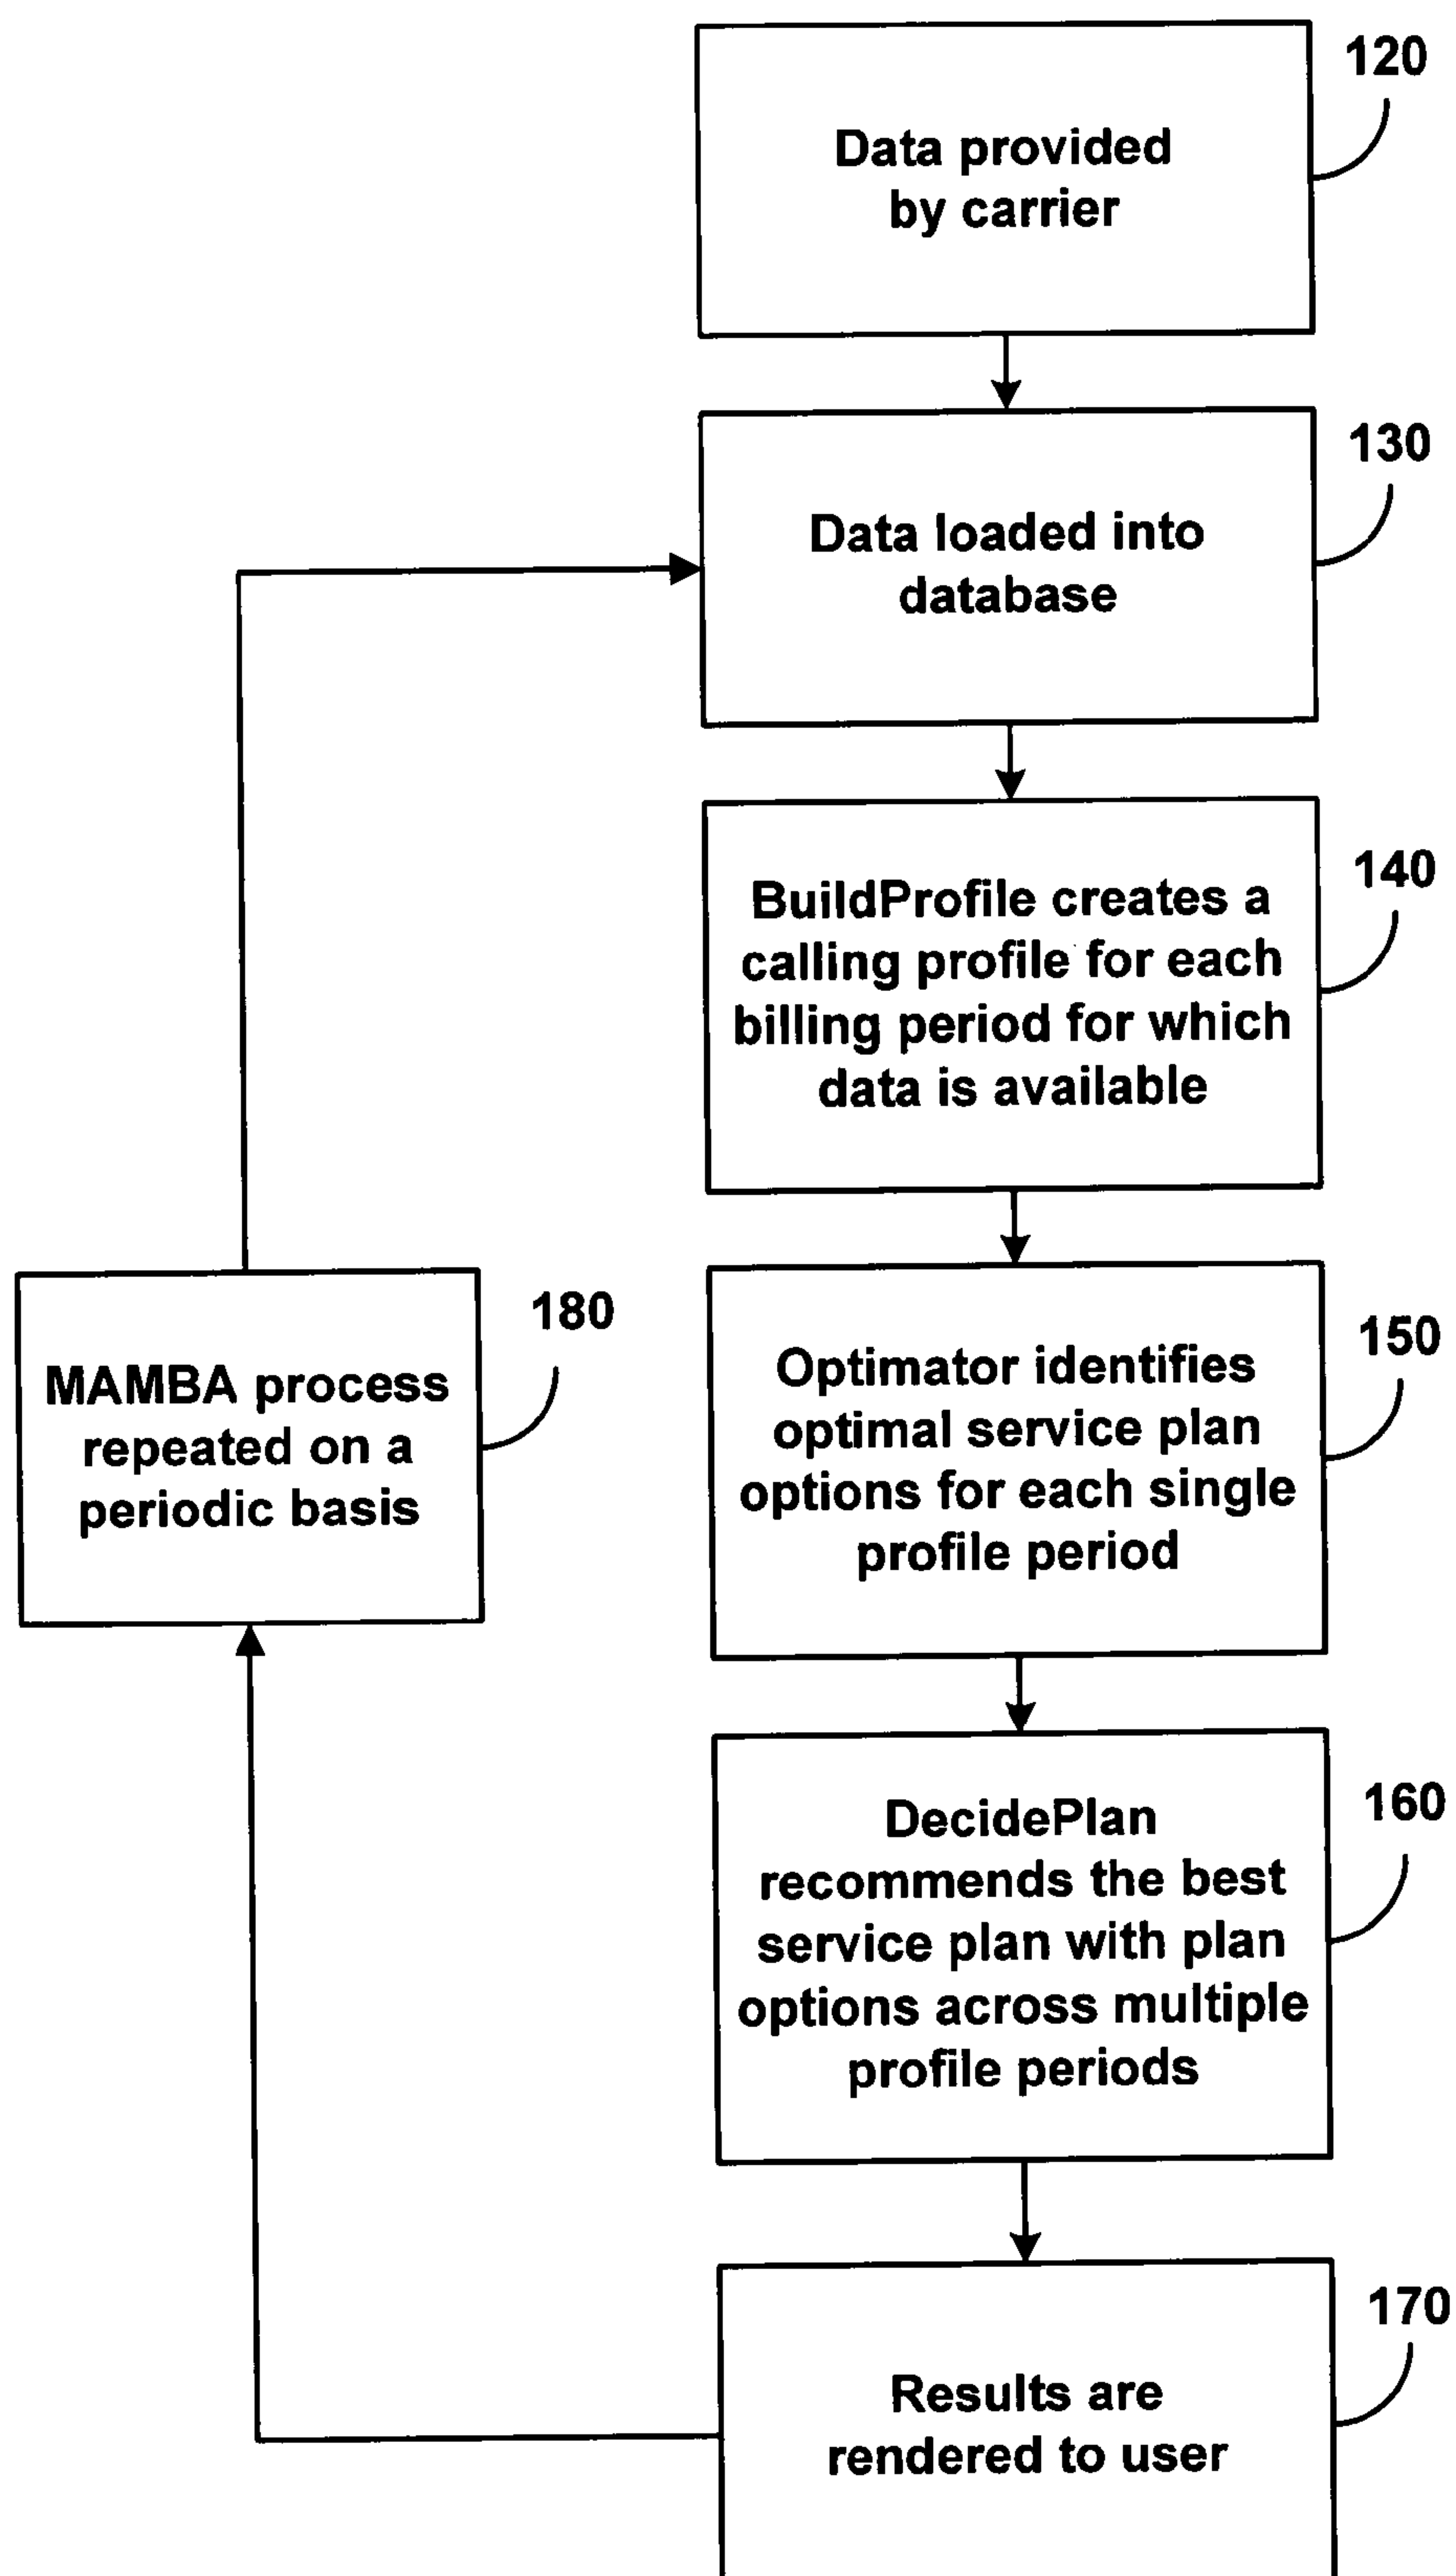 120
Data provided
by carrier
130
Data loaded into
database
140
BuildProfile creates a
calling profile for each
billing period for which
data is available
150
Optimator identifies
optimal service plan
options for each single
profile period
180
MAMBA process
repeated on a
periodic basis
160
DecidePlan
recommends the best
service plan with plan
options across multiple
profile periods
170
Results are
rendered to user